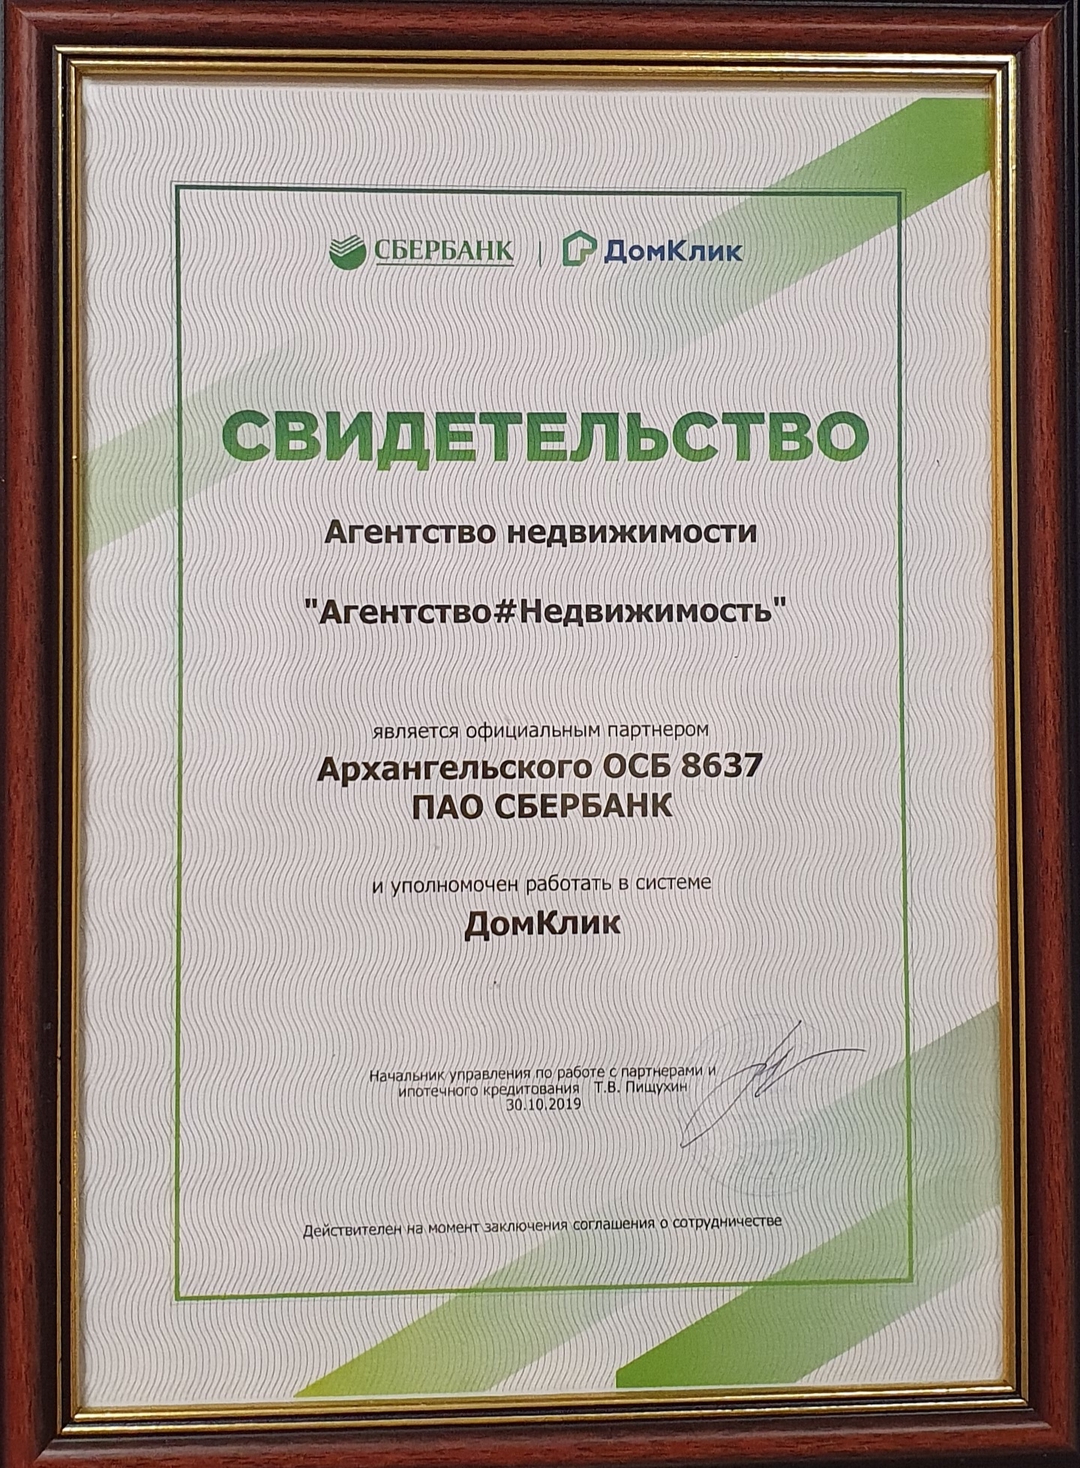 СБЕРБАНК | ДомКлик
СВИДЕТЕЛЬСТВО
Агентство недвижимости
"Агентство#Недвижимость"
является официальным партнером
Архангельского ОСБ 8637
ПАО СБЕРБАНК
и уполномочен работать в системе
ДомКлик
Начальник управления по работе с партнерами и
ипотечного кредитования Т.В. Пищухин
30.10.2019
Действителен на момент заключения соглашения о сотрудничестве